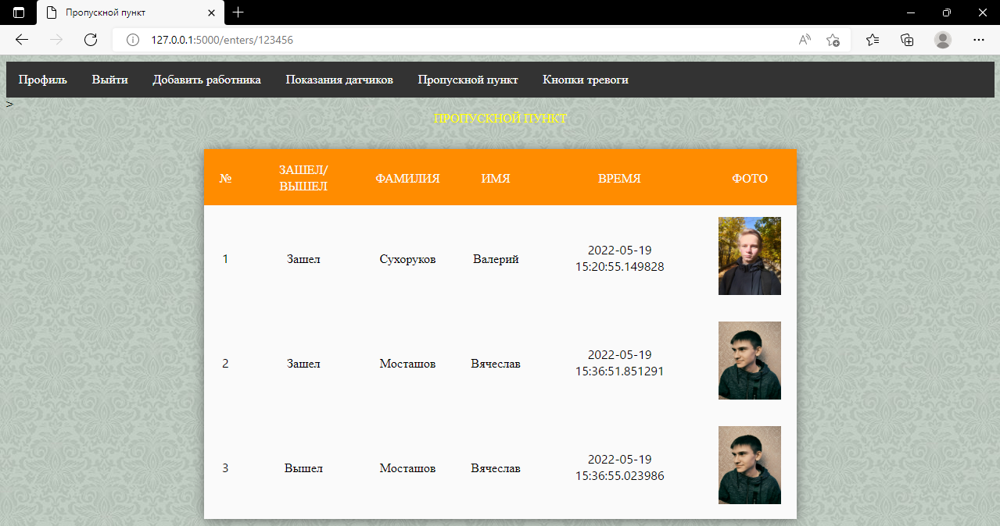 Пропускной пункт
127.0.0.1:5000/enters/123456
Профиль Выйти Добавить работника Показания датчиков Пропускной пункт Кнопки тревоги
>
ПРОПУСКНОЙ ПУНКТ
№ ЗАШЕЛ/ ВЫШЕЛ ФАМИЛИЯ ИМЯ ВРЕМЯ ФОТО
1 Зашел Сухоруков Валерий 2022-05-19 15:20:55.149828
2 Зашел Мосташов Вячеслав 2022-05-19 15:36:51.851291
3 Вышел Мосташов Вячеслав 2022-05-19 15:36:55.023986